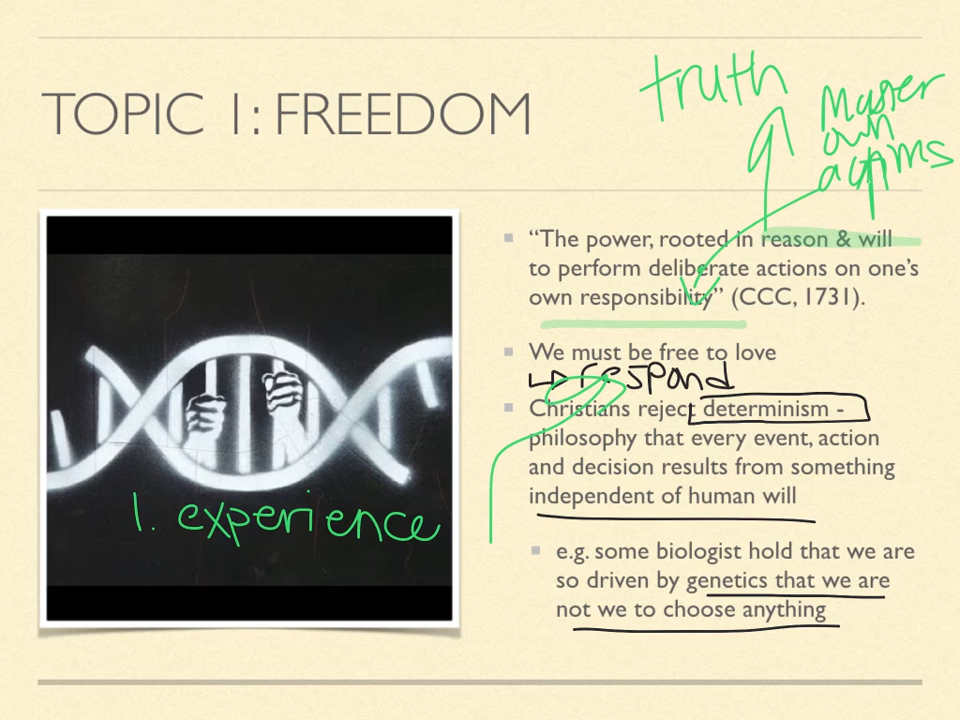 TOPIC 1: FREEDOM
truth
Master
own
actions
“The power, rooted in reason & will
to perform deliberate actions on one’s
own responsibility” (CCC, 1731).
We must be free to love
respond
Christians reject determism -
philosophy that every event, action
and decision results from something
independent of human will
e.g. some biologist hold that we are
so driven by genetics that we are
not we to choose anything
1. experience